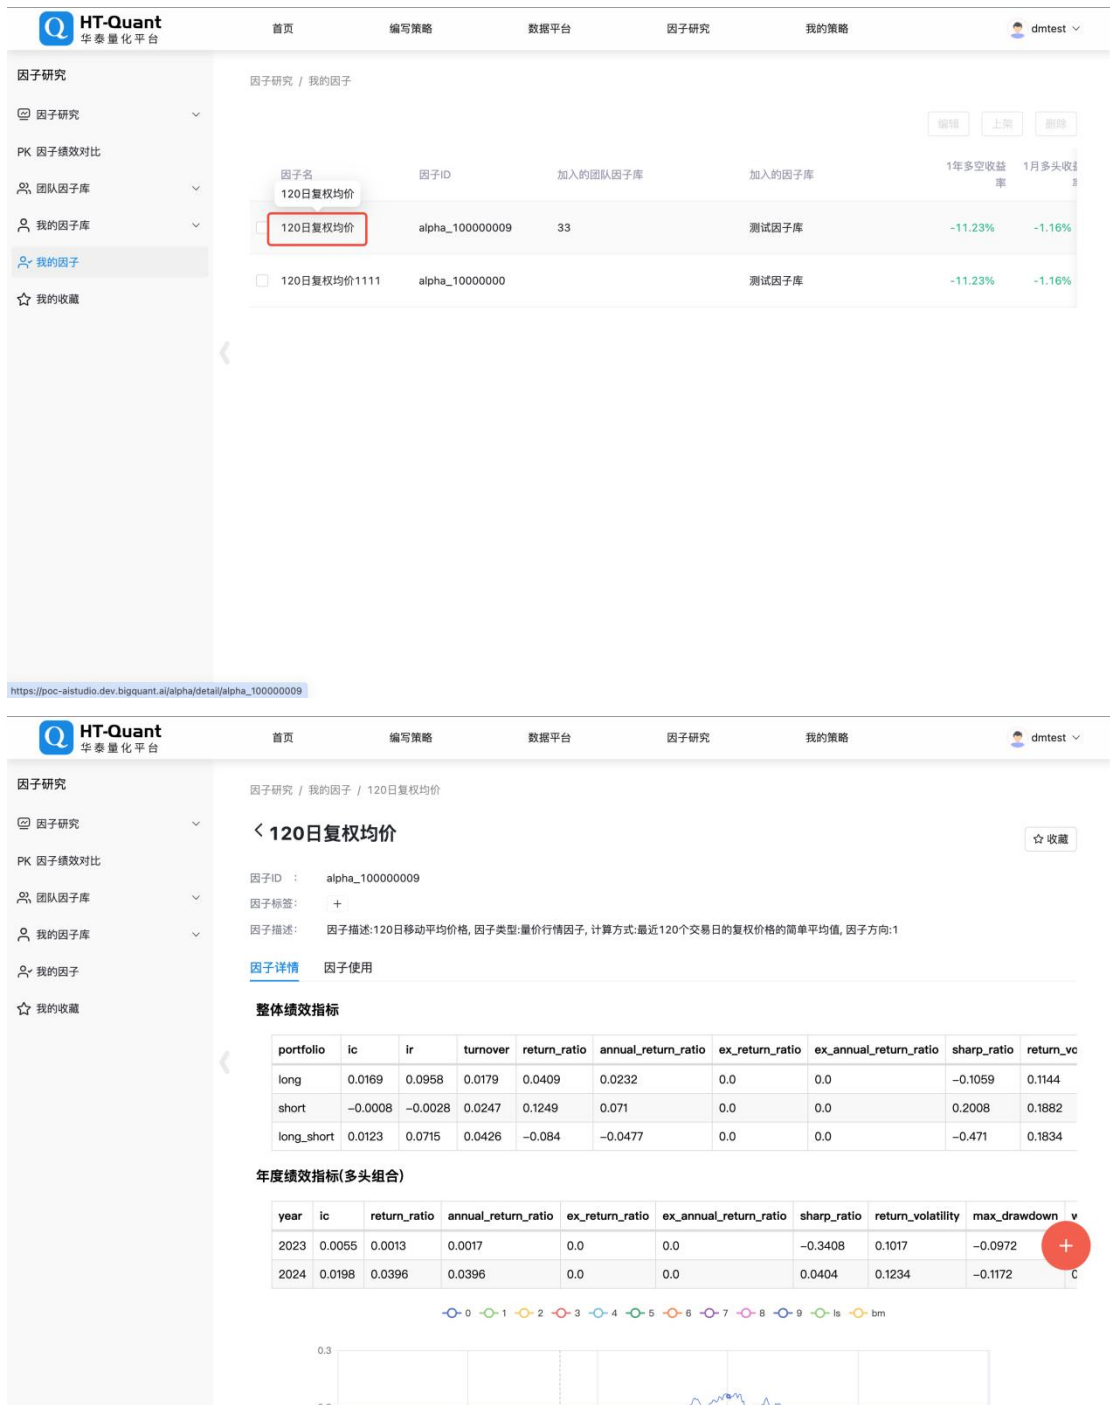 HT-Quant
华泰量化平台
首页 编写策略 数据平台 因子研究 我的策略 dmtest
因子研究
因子研究 / 我的因子
因子研究
编辑 上架 删除
PK 因子绩效对比
因子名 因子ID 加入的团队因子库 加入的因子库 1年多空收益率 1月多头收益
团队因子库
120日复权均价
我的因子库
120日复权均价 alpha_100000009 33 测试因子库 -11.23% -1.16%
我的因子
120日复权均价1111 alpha_10000000 测试因子库 -11.23% -1.16%
我的收藏
https://poc-aistudio.dev.bigquant.ai/alpha/detail/alpha_100000009
HT-Quant
华泰量化平台
首页 编写策略 数据平台 因子研究 我的策略 dmtest
因子研究
因子研究 / 我的因子 / 120日复权均价
因子研究
120日复权均价
收藏
PK 因子绩效对比
因子ID : alpha_100000009
团队因子库
因子标签: +
我的因子库
因子描述: 因子描述:120日移动平均价格, 因子类型:量价行情因子, 计算方式:最近120个交易日的复权价格的简单平均值, 因子方向:1
我的因子
因子详情 因子使用
我的收藏
整体绩效指标
portfolio ic ir turnover return_ratio annual_return_ratio ex_return_ratio ex_annual_return_ratio sharp_ratio return_vo
long 0.0169 0.0958 0.0179 0.0409 0.0232 0.0 0.0 -0.1059 0.1144
short -0.0008 -0.0028 0.0247 0.1249 0.071 0.0 0.0 0.2008 0.1882
long_short 0.0123 0.0715 0.0426 -0.084 -0.0477 0.0 0.0 -0.471 0.1834
年度绩效指标(多头组合)
year ic return_ratio annual_return_ratio ex_return_ratio ex_annual_return_ratio sharp_ratio return_volatility max_drawdown
2023 0.0055 0.0013 0.0017 0.0 0.0 -0.3408 0.1017 -0.0972
2024 0.0198 0.0396 0.0396 0.0 0.0 0.0404 0.1234 -0.1172
0 1 2 3 4 5 6 7 8 9 ls bm
0.3